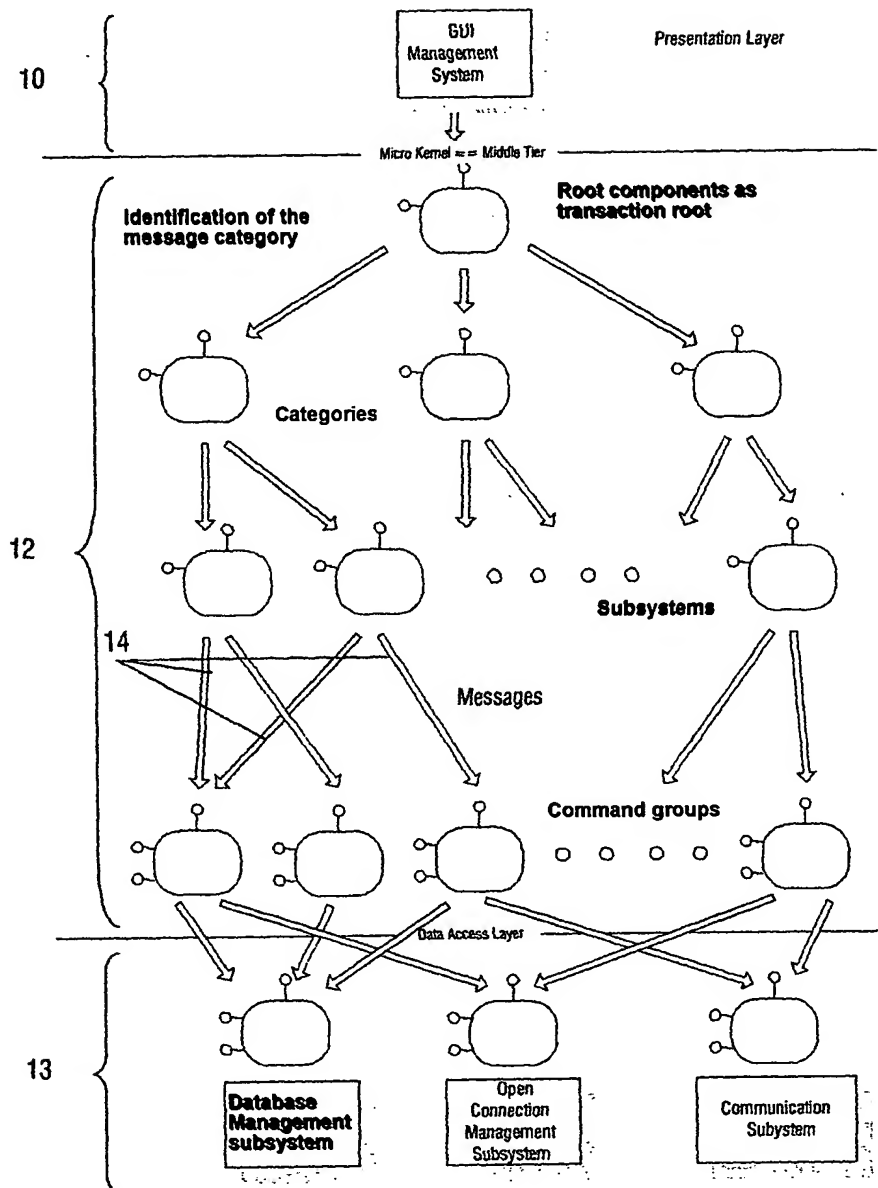 GUI
Management
System
Presentation Layer
10
Micro Kernel == Middle Tier
Identification of the
message category
Root components as
transaction root
Categories
12
Subsystems
14
Messages
Command groups
Data Access Layer
13
Database
Management
subsystem
Open
Connection
Management
Subsystem
Communication
Subystem